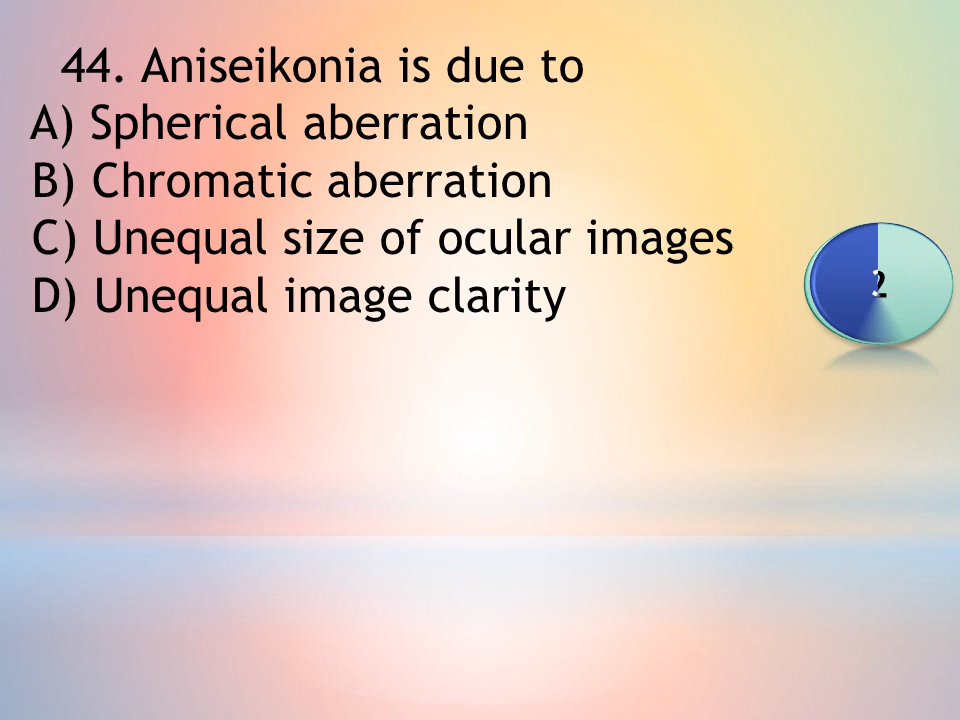 44. Aniseikonia is due to
A) Spherical aberration
B) Chromatic aberration
C) Unequal size of ocular images
D) Unequal image clarity
2